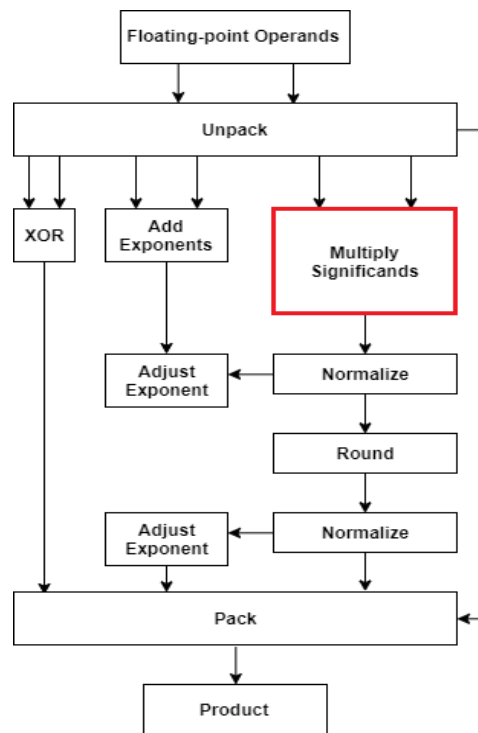 Floating-point Operands
Unpack
XOR
Add
Exponents
Multiply
Significands
Adjust
Exponent
Normalize
Round
Adjust
Exponent
Normalize
Pack
Product